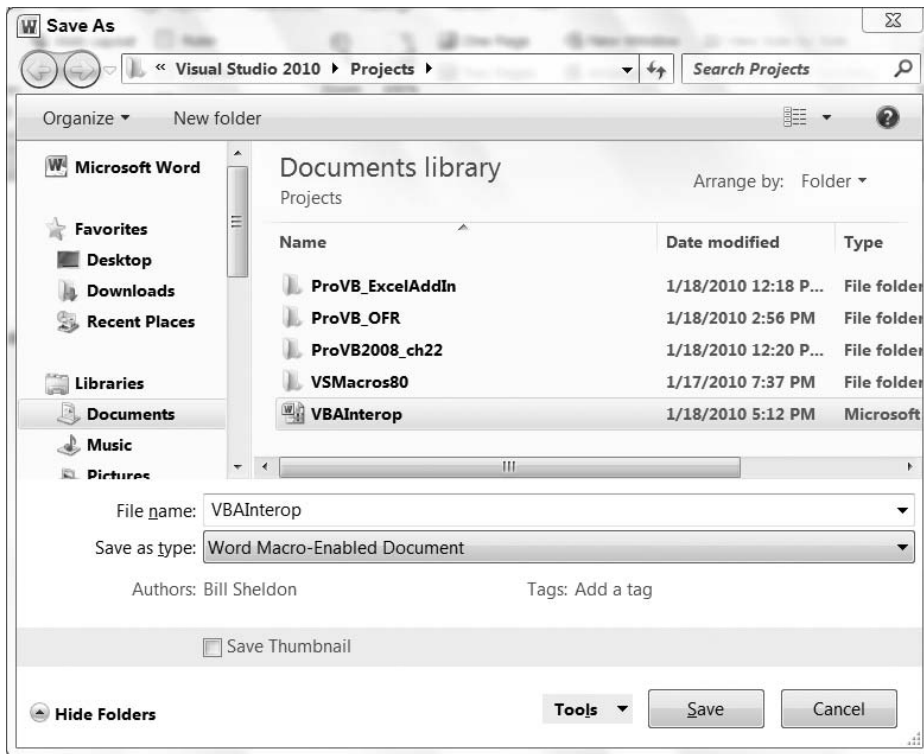 Save As
« Visual Studio 2010 Projects
Search Projects
Organize
New folder
Microsoft Word
Favorites
Desktop
Downloads
Recent Places
Libraries
Documents
Music
Pictures
Documents library
Projects
Arrange by: Folder
Name Date modified Type
ProVB_ExcelAddIn 1/18/2010 12:18 P... File folder
ProVB_OFR 1/18/2010 2:56 PM File folder
ProVB2008_ch22 1/18/2010 12:20 P... File folder
VSMacros80 1/17/2010 7:37 PM File folder
VBAInterop 1/18/2010 5:12 PM Microsoft
File name: VBAInterop
Save as type: Word Macro-Enabled Document
Authors: Bill Sheldon Tags: Add a tag
Save Thumbnail
Hide Folders
Tools
Save
Cancel